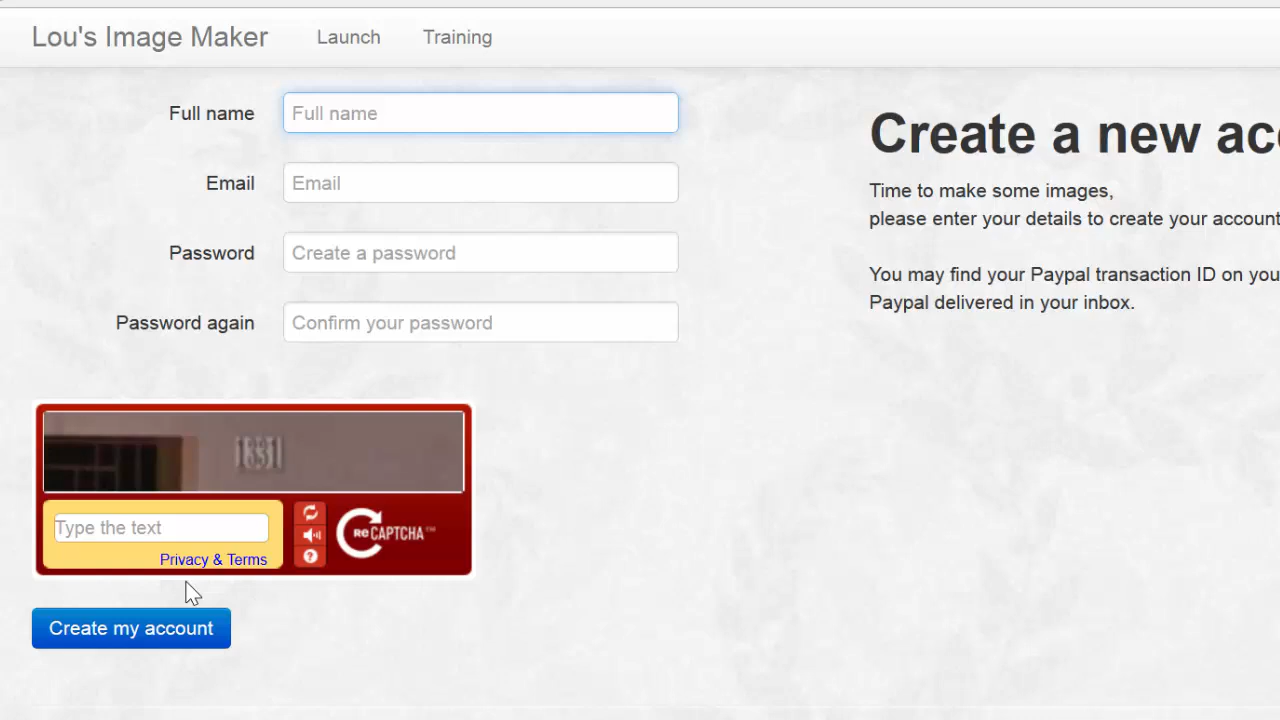 Lou's Image Maker Launch Training
Full name Full name
Email Email
Password Create a password
Password again Confirm your password
Type the text
Privacy & Terms
reCAPTCHA™
Create my account
Create a new acc
Time to make some images,
please enter your details to create your account
You may find your Paypal transaction ID on you
Paypal delivered in your inbox.